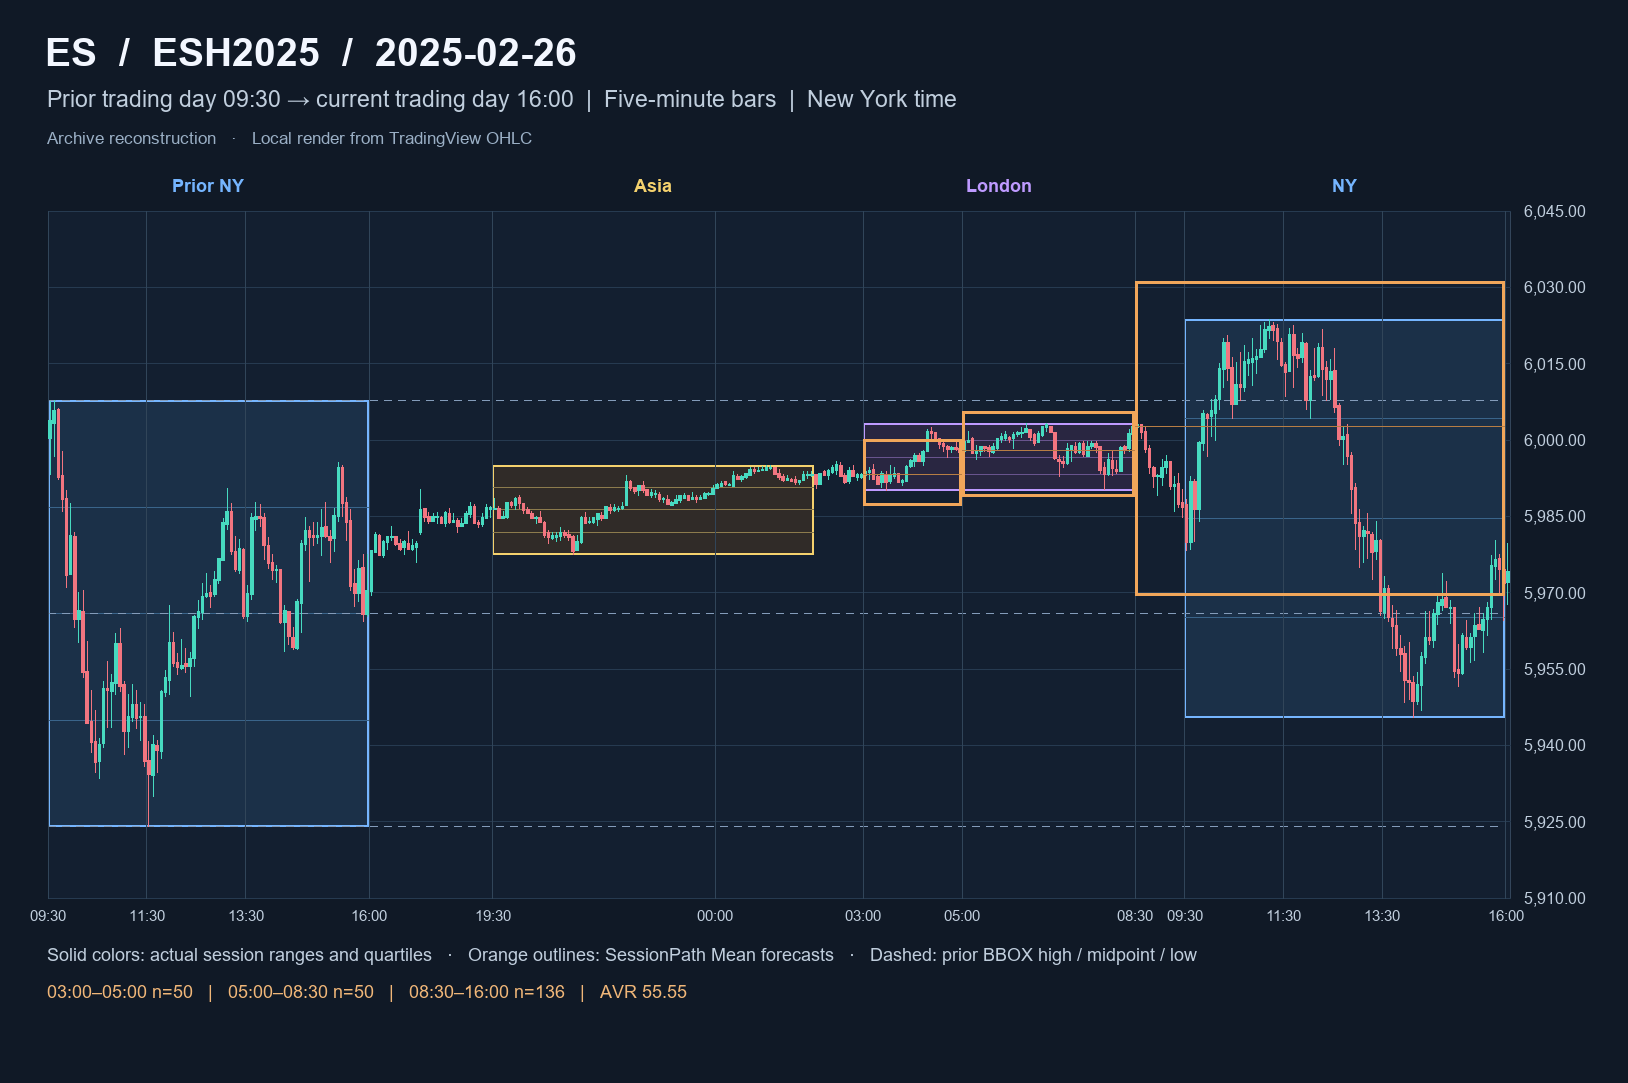 ES / ESH2025 / 2025-02-26
Prior trading day 09:30 → current trading day 16:00 | Five-minute bars | New York time
Archive reconstruction · Local render from TradingView OHLC
Prior NY Asia London NY
6,045.00
6,030.00
6,015.00
6,000.00
5,985.00
5,970.00
5,955.00
5,940.00
5,925.00
5,910.00
09:30 11:30 13:30 16:00 19:30 00:00 03:00 05:00 08:30 09:30 11:30 13:30 16:00
Solid colors: actual session ranges and quartiles · Orange outlines: SessionPath Mean forecasts · Dashed: prior BBOX high / midpoint / low
03:00–05:00 n=50 | 05:00–08:30 n=50 | 08:30–16:00 n=136 | AVR 55.55